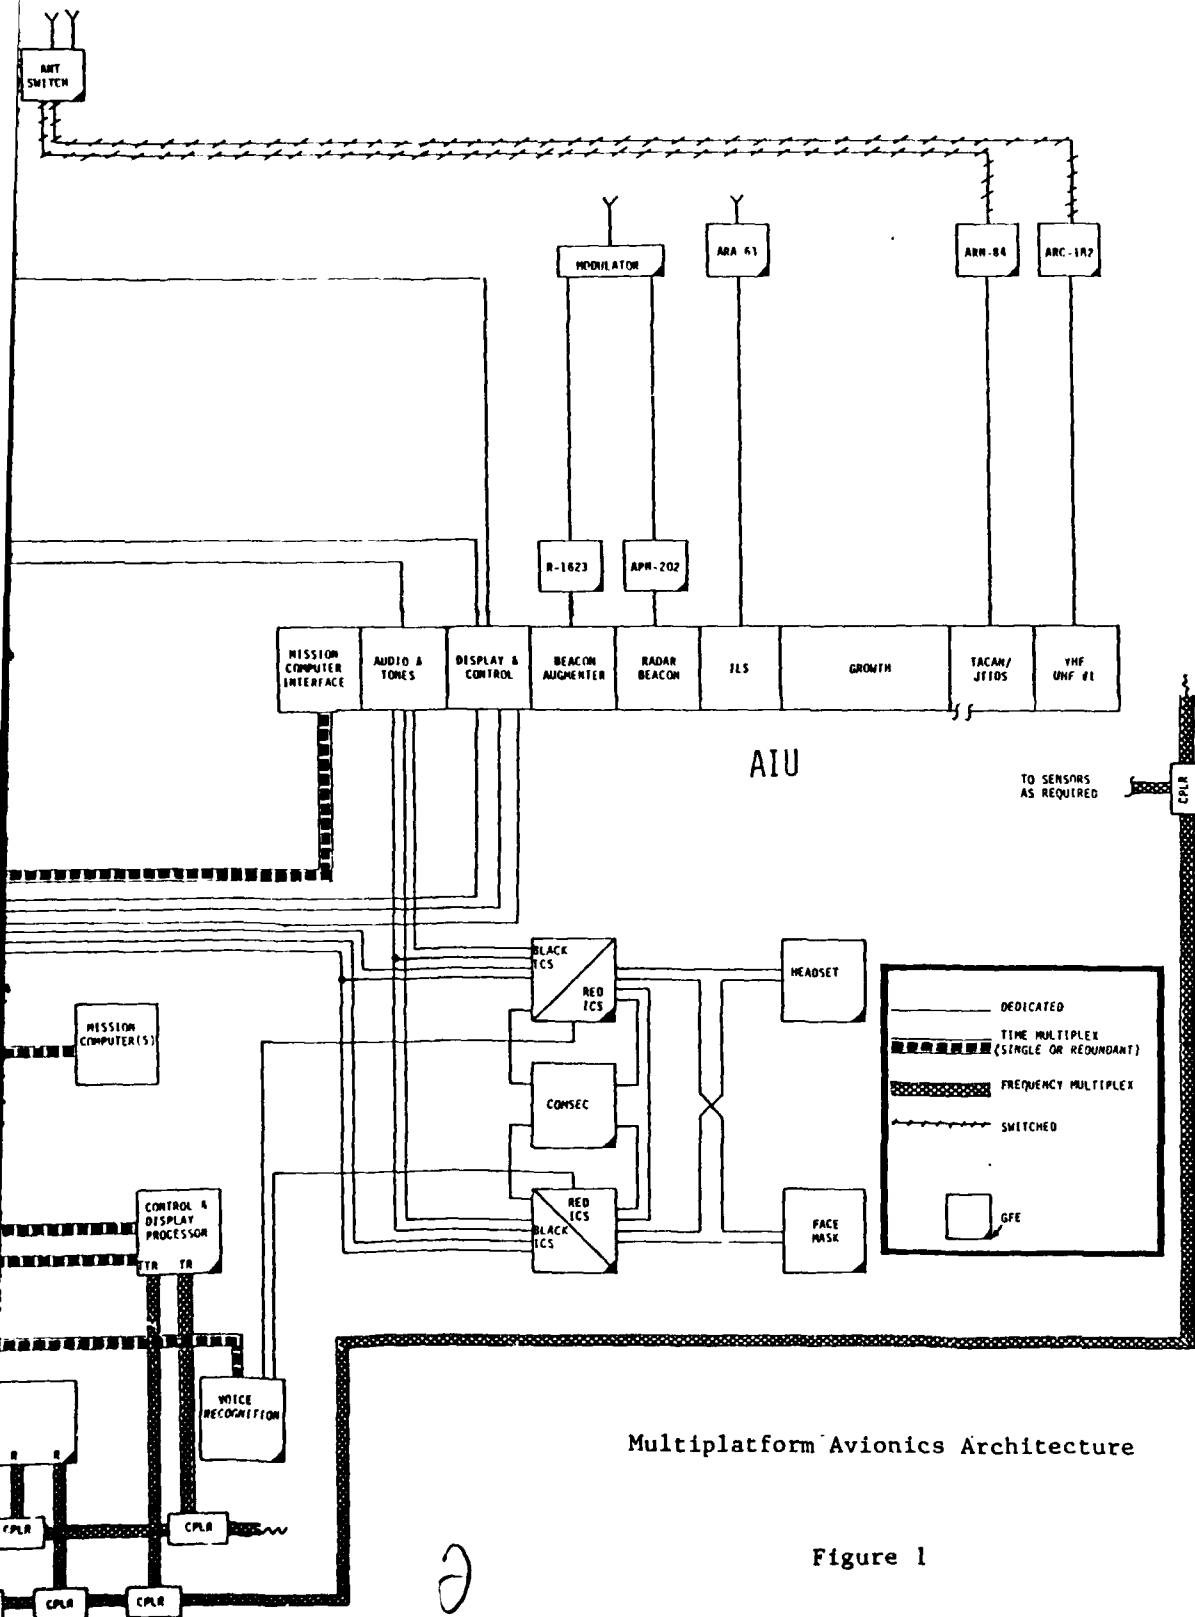 ANT
SWITCH
MODULATOR
ARA-63
ARN-84
ARC-182
R-1623
APN-202
MISSION
COMPUTER
INTERFACE
AUDIO &
TONES
DISPLAY &
CONTROL
BEACON
AUGMENTER
RADAR
BEACON
ILS
GROWTH
TACAN/
JTIDS
VHF
UHF #1
AIU
TO SENSORS
AS REQUIRED
CPLR
BLACK
ICS
RED
ICS
HEADSET
MISSION
COMPUTER(S)
COMSEC
DEDICATED
TIME MULTIPLEX
(SINGLE OR REDUNDANT)
FREQUENCY MULTIPLEX
SWITCHED
GFE
CONTROL &
DISPLAY
PROCESSOR
TTR TR
RED
ICS
BLACK
ICS
FACE
MASK
VOICE
RECOGNITION
R R
CPLR
CPLR
CPLR
CPLR
Multiplatform Avionics Architecture
Figure 1
2